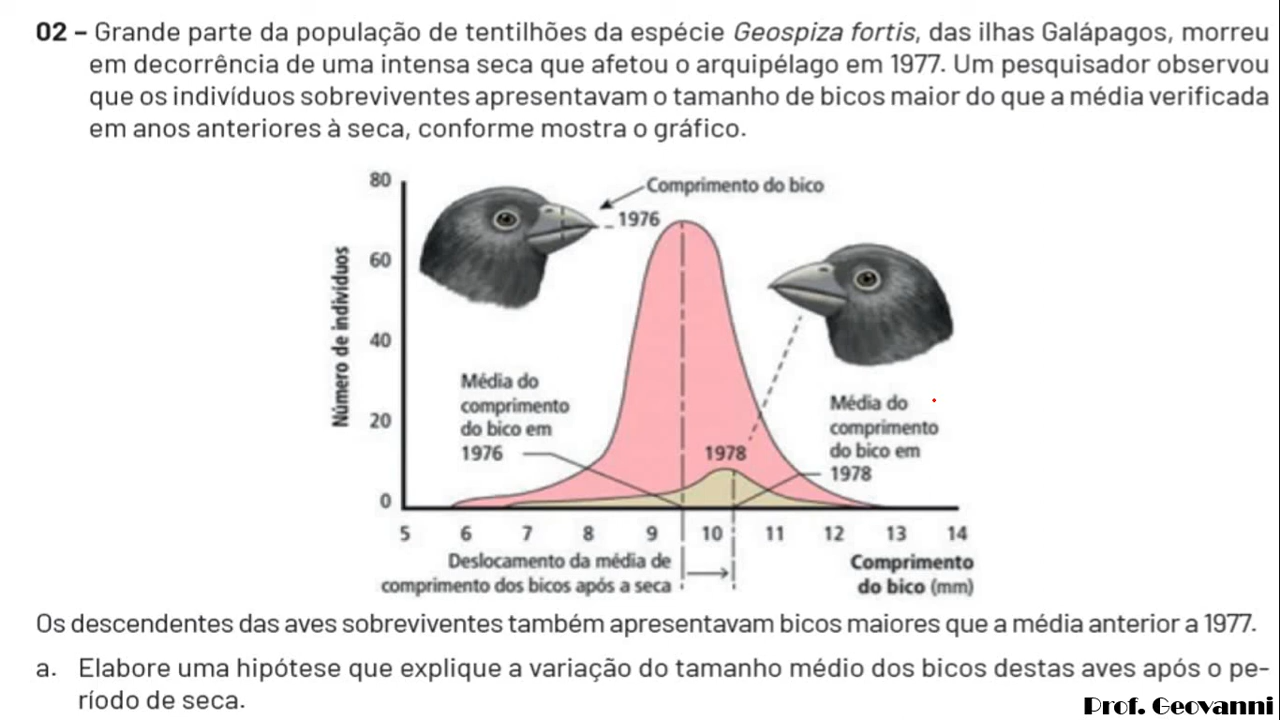 02 – Grande parte da população de tentilhões da espécie Geospiza fortis, das ilhas Galápagos, morreu
em decorrência de uma intensa seca que afetou o arquipélago em 1977. Um pesquisador observou
que os indivíduos sobreviventes apresentavam o tamanho de bicos maior do que a média verificada
em anos anteriores à seca, conforme mostra o gráfico.
80
60
40
20
0
Número de indivíduos
Comprimento do bico
1976
Média do
comprimento
do bico em
1976
1978
Média do
comprimento
do bico em
1978
5 6 7 8 9 10 11 12 13 14
Deslocamento da média de
comprimento dos bicos após a seca
Comprimento
do bico (mm)
Os descendentes das aves sobreviventes também apresentavam bicos maiores que a média anterior a 1977.
a. Elabore uma hipótese que explique a variação do tamanho médio dos bicos destas aves após o pe-
ríodo de seca.
Prof. Geovanni